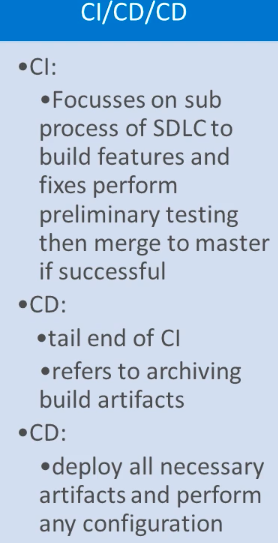 CI/CD/CD
•CI:
•Focusses on sub
process of SDLC to
build features and
fixes perform
preliminary testing
then merge to master
if successful
•CD:
•tail end of CI
•refers to archiving
build artifacts
•CD:
•deploy all necessary
artifacts and perform
any configuration